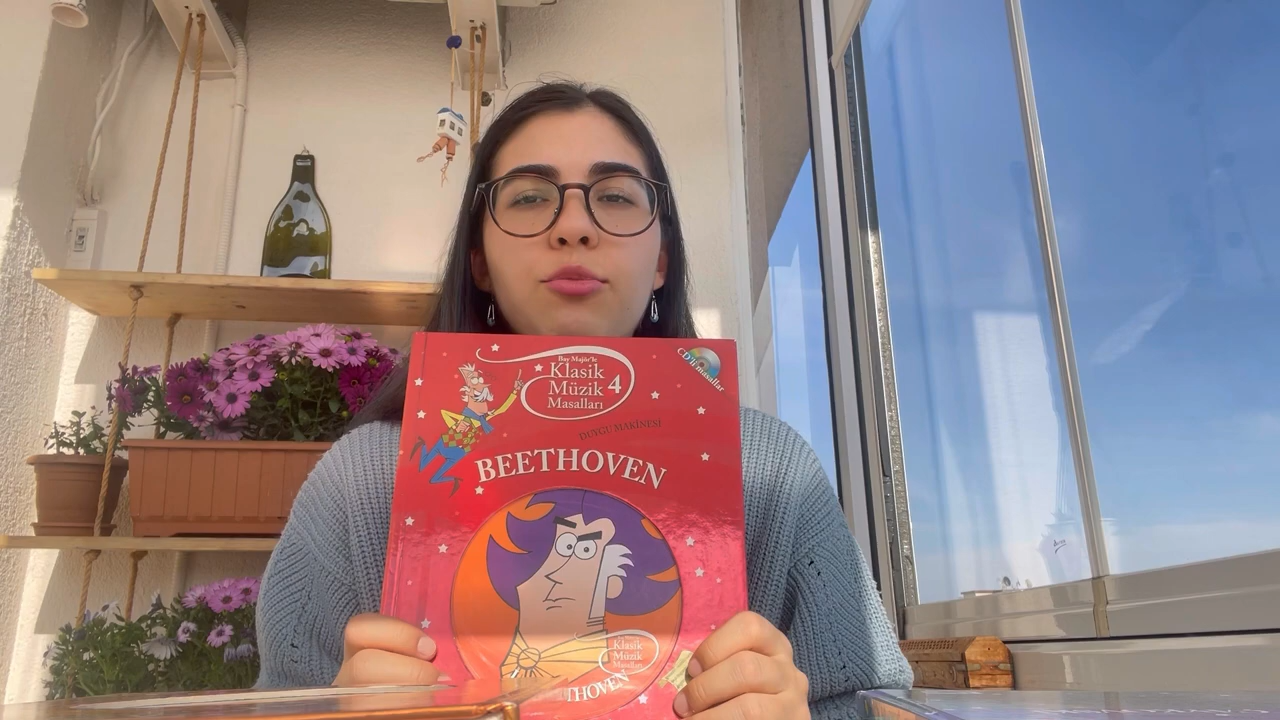 Bay Majör'le
Klasik
Müzik 4
Masalları
CD'li masallar
DUYGU MAKİNESİ
BEETHOVEN
Klasik
Müzik
Masalları
THOVEN